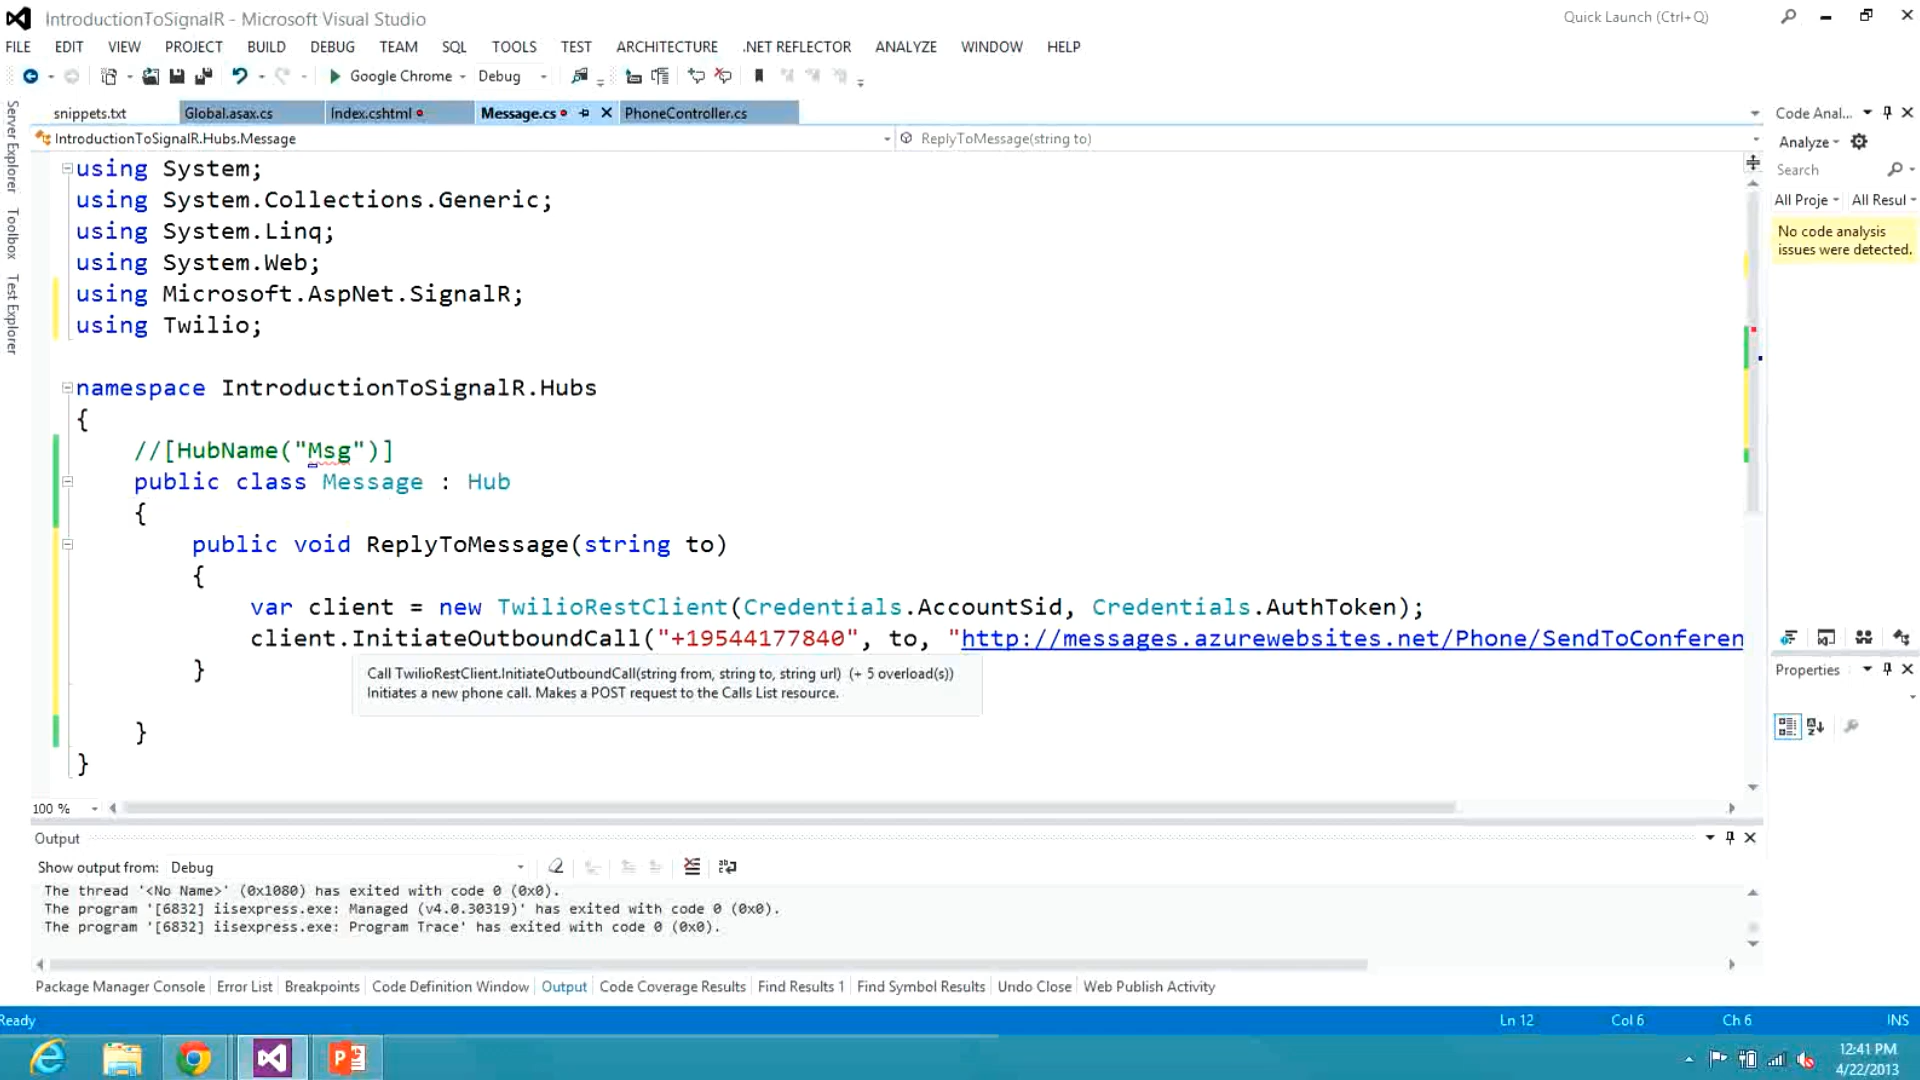 IntroductionToSignalR - Microsoft Visual Studio
Quick Launch (Ctrl+Q)
FILE EDIT VIEW PROJECT BUILD DEBUG TEAM SQL TOOLS TEST ARCHITECTURE .NET REFLECTOR ANALYZE WINDOW HELP
Google Chrome Debug
snippets.txt Global.asax.cs Index.cshtml Message.cs PhoneController.cs
IntroductionToSignalR.Hubs.Message ReplyToMessage(string to)
Server Explorer
Toolbox
Test Explorer
using System;
using System.Collections.Generic;
using System.Linq;
using System.Web;
using Microsoft.AspNet.SignalR;
using Twilio;
namespace IntroductionToSignalR.Hubs
{
//[HubName("Msg")]
public class Message : Hub
{
public void ReplyToMessage(string to)
{
var client = new TwilioRestClient(Credentials.AccountSid, Credentials.AuthToken);
client.InitiateOutboundCall("+19544177840", to, "http://messages.azurewebsites.net/Phone/SendToConferen
}
Call TwilioRestClient.InitiateOutboundCall(string from, string to, string url) (+ 5 overload(s))
Initiates a new phone call. Makes a POST request to the Calls List resource.
}
}
100 %
Code Anal...
Analyze
Search
All Proje All Resul
No code analysis
issues were detected.
Properties
Output
Show output from: Debug
The thread '<No Name>' (0x1080) has exited with code 0 (0x0).
The program '[6832] iisexpress.exe: Managed (v4.0.30319)' has exited with code 0 (0x0).
The program '[6832] iisexpress.exe: Program Trace' has exited with code 0 (0x0).
Package Manager Console Error List Breakpoints Code Definition Window Output Code Coverage Results Find Results 1 Find Symbol Results Undo Close Web Publish Activity
Ready Ln 12 Col 6 Ch 6 INS
12:41 PM
4/22/2013